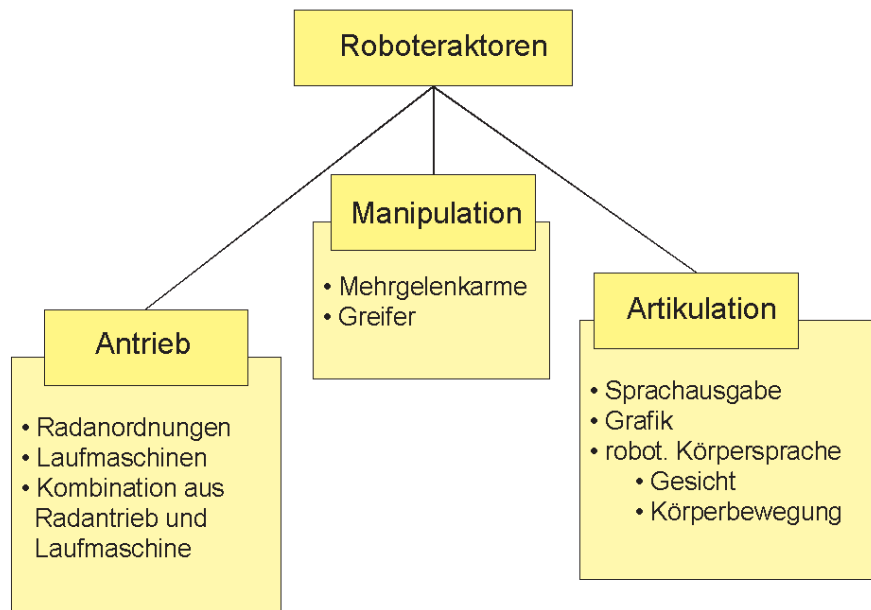 Roboteraktoren
Manipulation
• Mehrgelenkarme
• Greifer
Antrieb
• Radanordnungen
• Laufmaschinen
• Kombination aus
Radantrieb und
Laufmaschine
Artikulation
• Sprachausgabe
• Grafik
• robot. Körpersprache
• Gesicht
• Körperbewegung